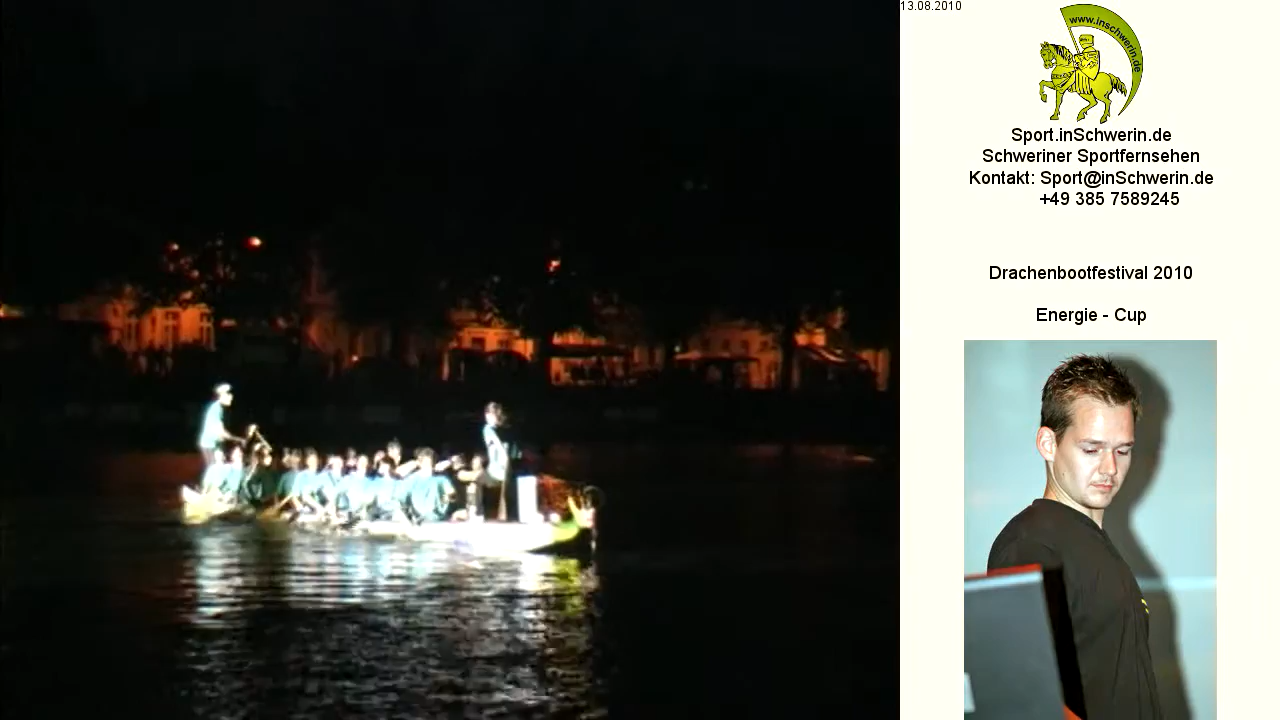 13.08.2010
www.inschwerin.de
Sport.inSchwerin.de
Schweriner Sportfernsehen
Kontakt: Sport@inSchwerin.de
+49 385 7589245
Drachenbootfestival 2010
Energie - Cup